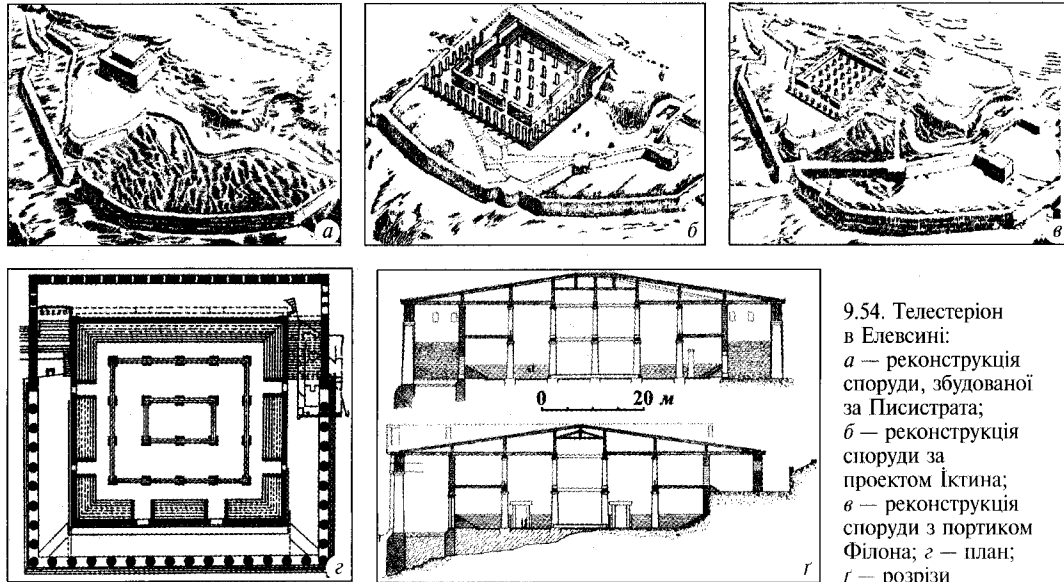 а
б
в
г
0 20 м
ґ
9.54. Телестеріон
в Елевсині:
а — реконструкція
споруди, збудованої
за Писистрата;
б — реконструкція
споруди за
проектом Іктина;
в — реконструкція
споруди з портиком
Філона; г — план;
ґ — розрізи